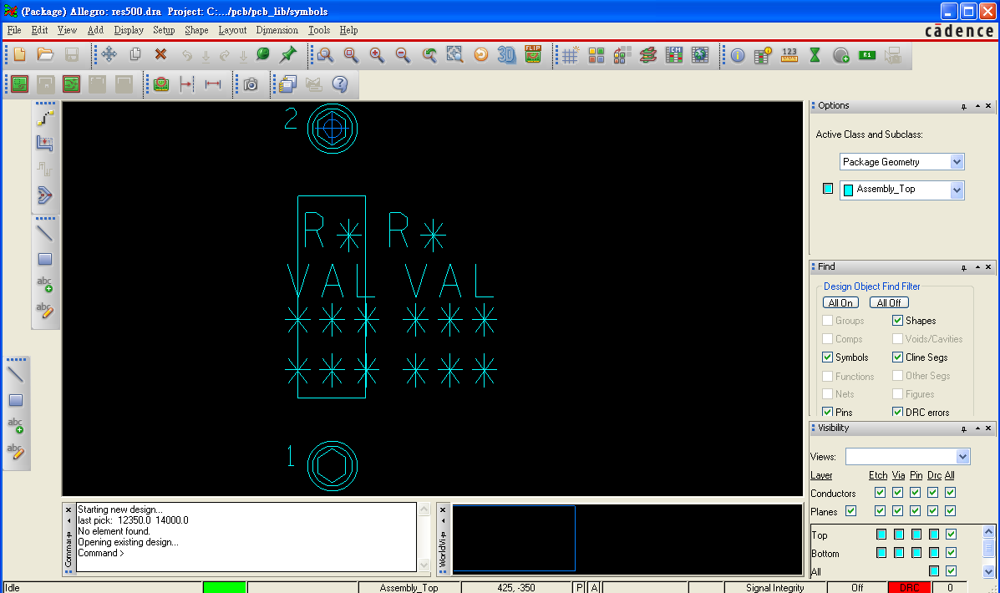 (Package) Allegro: res500.dra  Project: C:.../pcb/pcb_lib/symbols
File Edit View Add Display Setup Shape Layout Dimension Tools Help
cādence
FLIP
3D
CM
123
R1
Options
Active Class and Subclass:
Package Geometry
Assembly_Top
abc
abc
abc
abc
2
R* R*
VAL VAL
*** ***
*** ***
1
Find
Design Object Find Filter
All On All Off
Groups Shapes
Comps Voids/Cavities
Symbols Cline Segs
Functions Other Segs
Nets Figures
Pins DRC errors
Visibility
Views:
Layer Etch Via Pin Drc All
Conductors
Planes
Top
Bottom
All
Starting new design...
last pick:  12350.0  14000.0
No element found.
Opening existing design...
Command >
WorldVi
Idle Assembly_Top 425, -350 P A Signal Integrity Off DRC 0